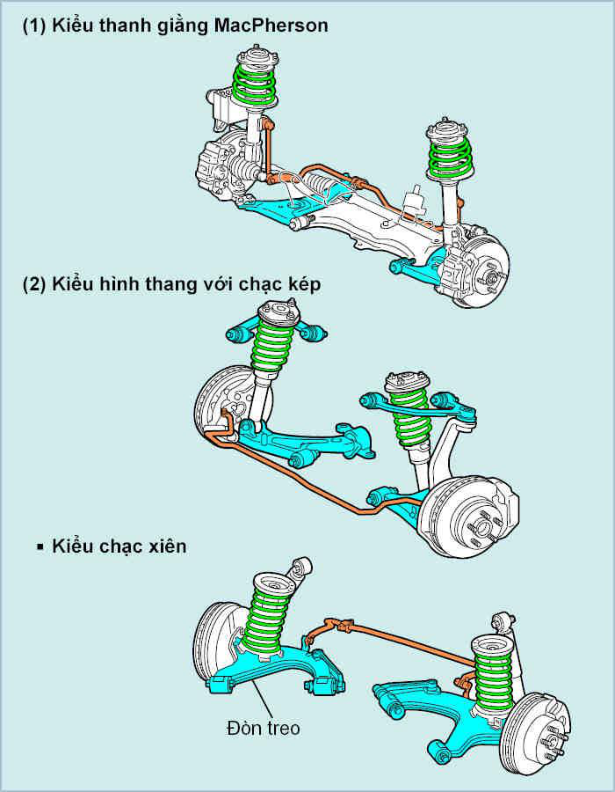 (1) Kiểu thanh giằng MacPherson
(2) Kiểu hình thang với chạc kép
▪ Kiểu chạc xiên
Đòn treo